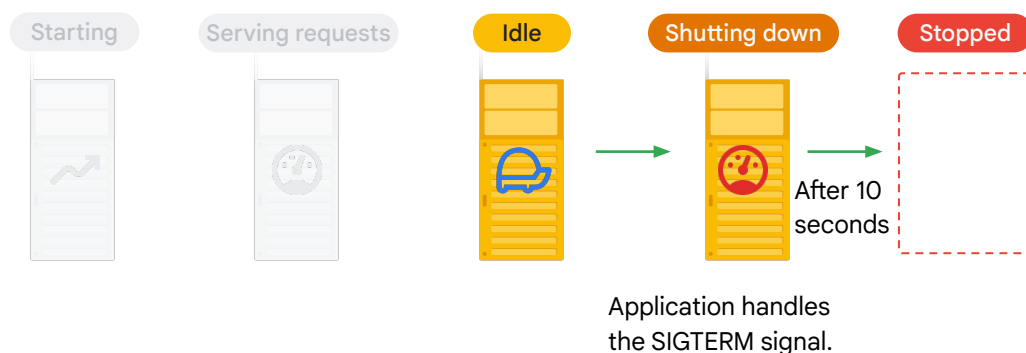 Starting
Serving requests
Idle
Shutting down
Stopped
After 10
seconds
Application handles
the SIGTERM signal.